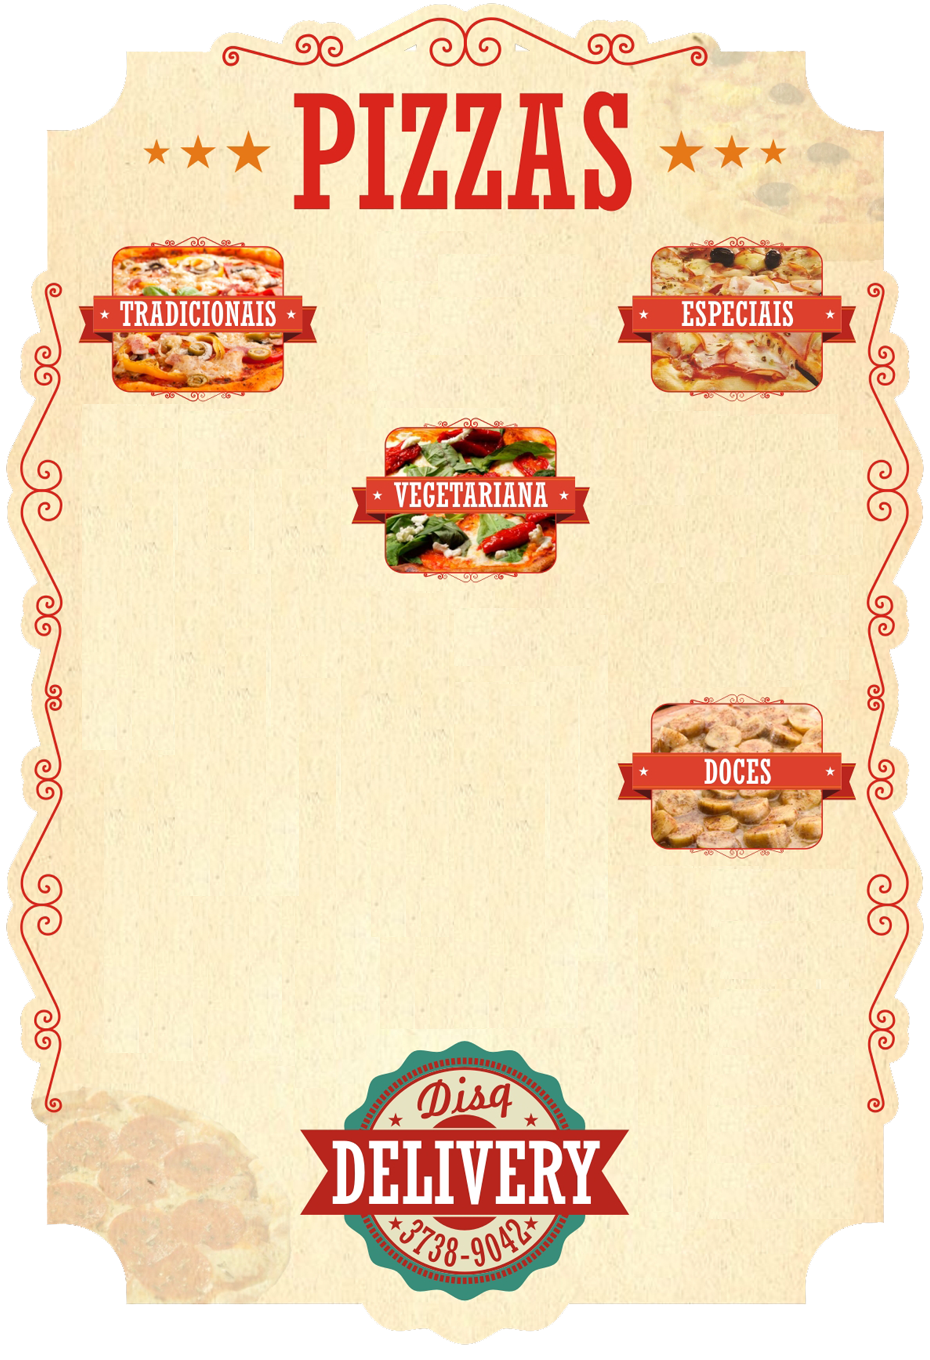 PIZZAS
TRADICIONAIS
ESPECIAIS
VEGETARIANA
DOCES
Disq
DELIVERY
3738-9042